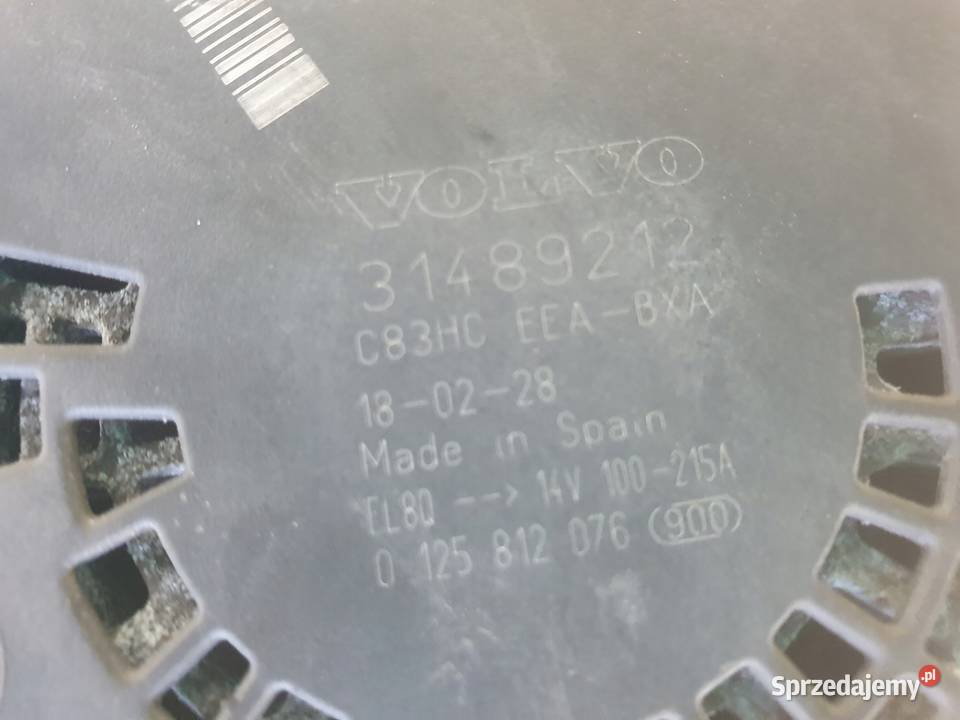 VOLVO
31489212
C83HC EEA-BXA
18-02-28
Made in Spain
EL8Q --> 14V 100-215A
0 125 812 076 (900)
Sprzedajemy.pl